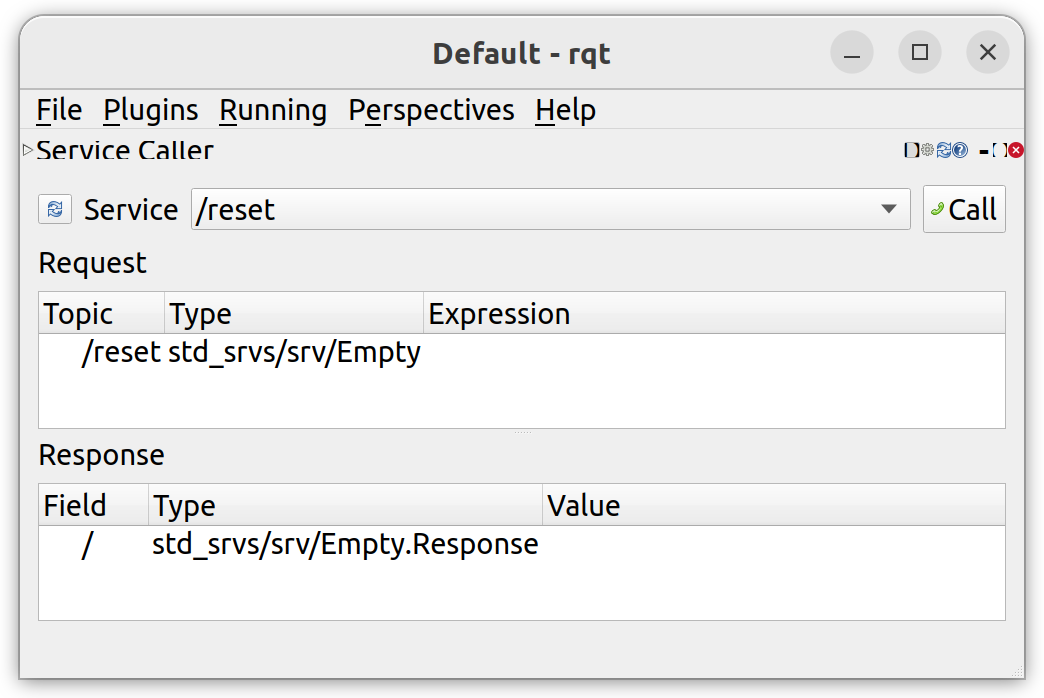 Default - rqt
File Plugins Running Perspectives Help
Service Caller
Service /reset Call
Request
Topic Type Expression
/reset std_srvs/srv/Empty
Response
Field Type Value
/ std_srvs/srv/Empty.Response